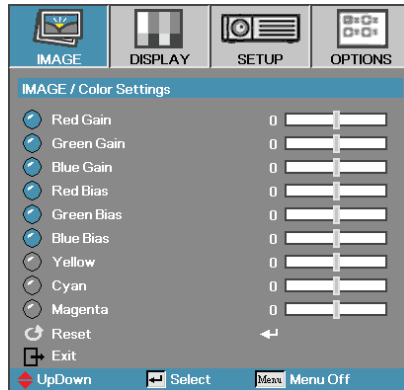 IMAGE DISPLAY SETUP OPTIONS
IMAGE / Color Settings
Red Gain 0
Green Gain 0
Blue Gain 0
Red Bias 0
Green Bias 0
Blue Bias 0
Yellow 0
Cyan 0
Magenta 0
Reset
Exit
UpDown Select Menu Menu Off